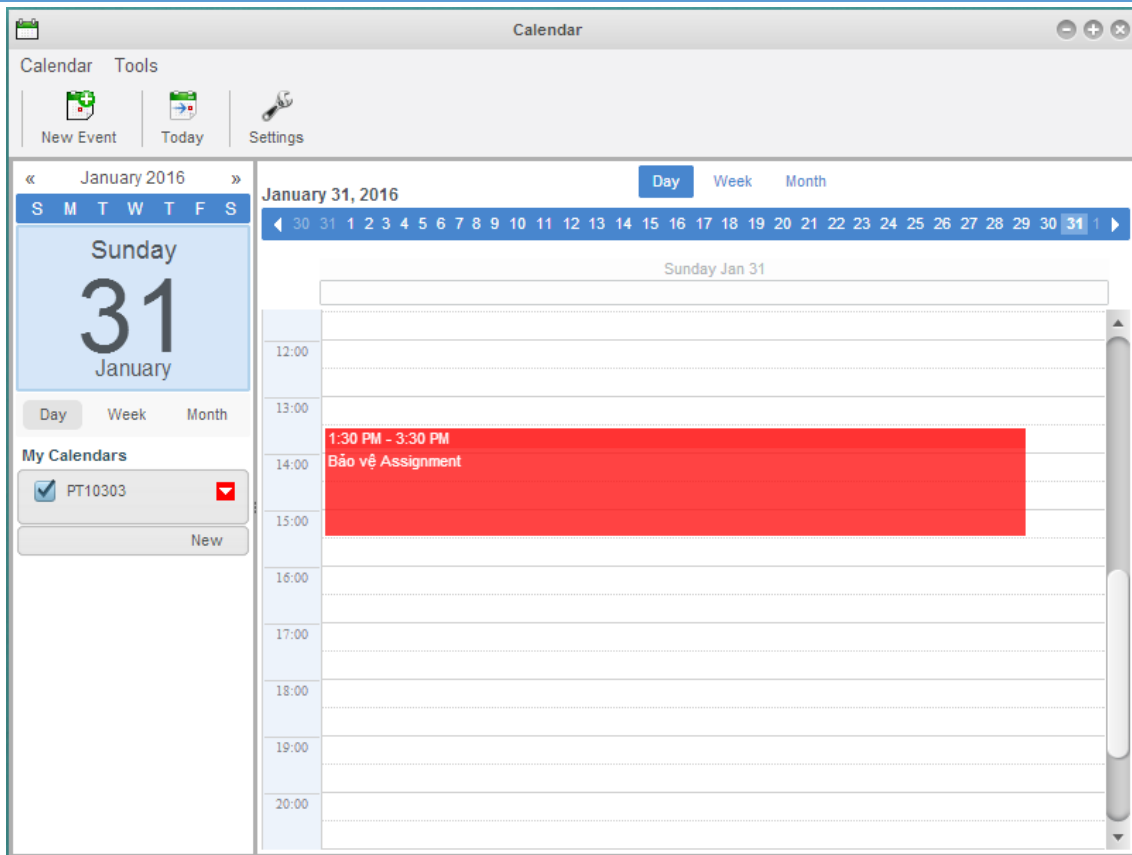 Calendar
Calendar Tools
New Event Today Settings
« January 2016 »
S M T W T F S
Sunday
31
January
Day Week Month
My Calendars
PT10303
New
Day Week Month
January 31, 2016
30 31 1 2 3 4 5 6 7 8 9 10 11 12 13 14 15 16 17 18 19 20 21 22 23 24 25 26 27 28 29 30 31 1
Sunday Jan 31
12:00
13:00
1:30 PM - 3:30 PM
Bảo vệ Assignment
14:00
15:00
16:00
17:00
18:00
19:00
20:00